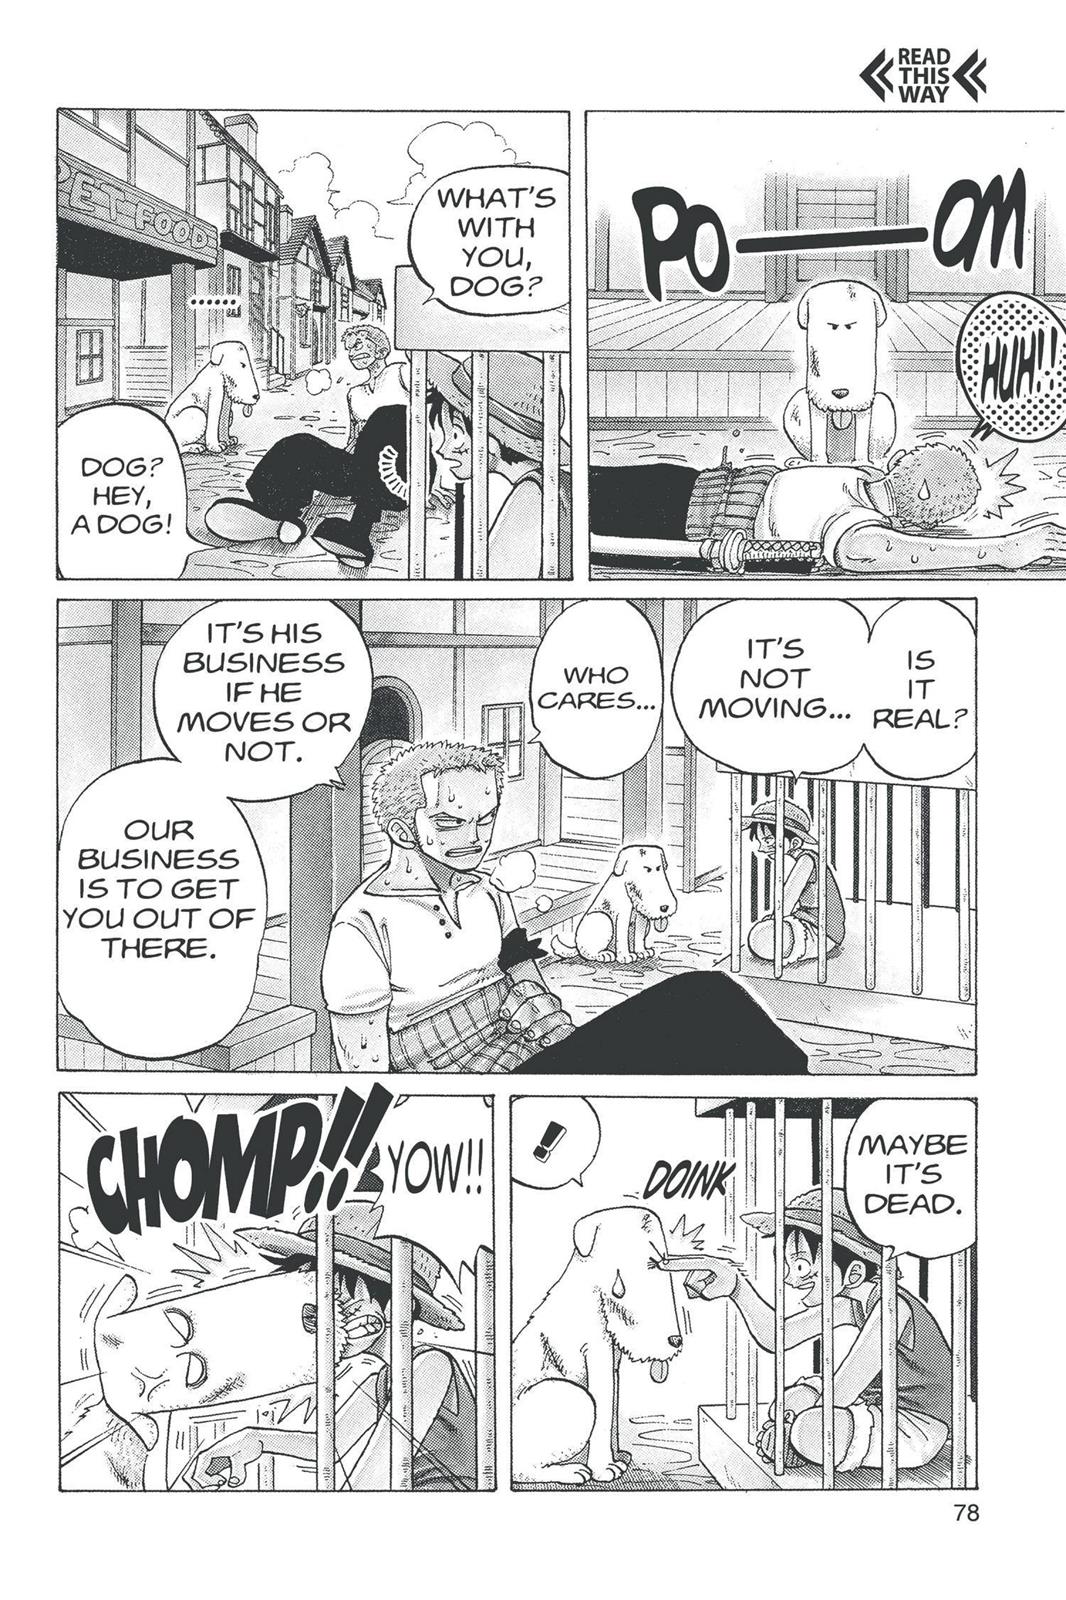 READ
THIS
WAY
PO—OM
HUH!!
WHAT'S
WITH
YOU,
DOG?
PET FOOD
......
DOG?
HEY,
A DOG!
IS
IT
REAL?
IT'S
NOT
MOVING...
WHO
CARES...
IT'S HIS
BUSINESS
IF HE
MOVES OR
NOT.
OUR
BUSINESS
IS TO GET
YOU OUT OF
THERE.
MAYBE
IT'S
DEAD.
DOINK
!
YOW!!
CHOMP!!
78